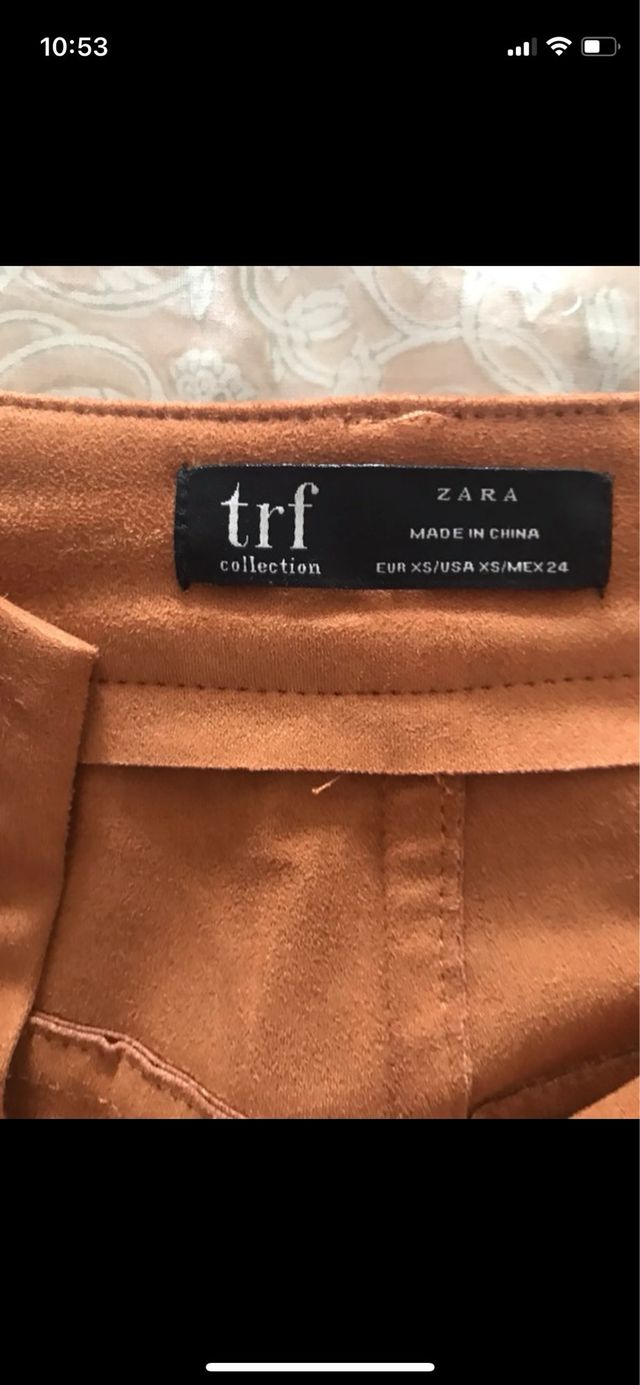 10:53
trf
collection
ZARA
MADE IN CHINA
EUR XS/USA XS/MEX 24